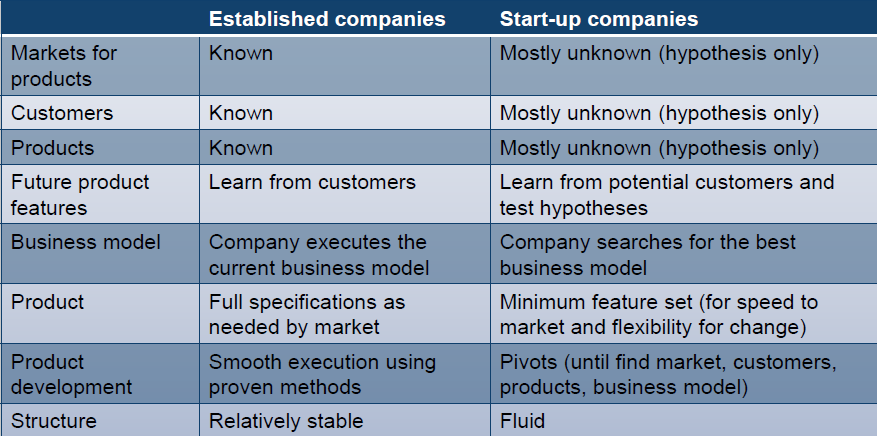 Established companies Start-up companies
Markets for products Known Mostly unknown (hypothesis only)
Customers Known Mostly unknown (hypothesis only)
Products Known Mostly unknown (hypothesis only)
Future product features Learn from customers Learn from potential customers and test hypotheses
Business model Company executes the current business model Company searches for the best business model
Product Full specifications as needed by market Minimum feature set (for speed to market and flexibility for change)
Product development Smooth execution using proven methods Pivots (until find market, customers, products, business model)
Structure Relatively stable Fluid